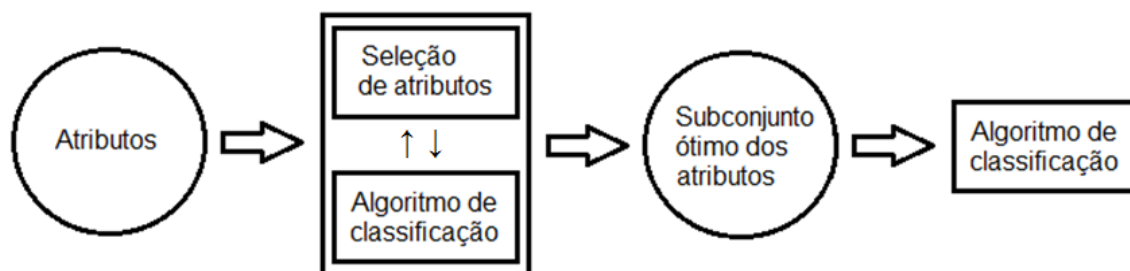 Atributos
Seleção
de atributos
↑ ↓
Algoritmo de
classificação
Subconjunto
ótimo dos
atributos
Algoritmo de
classificação